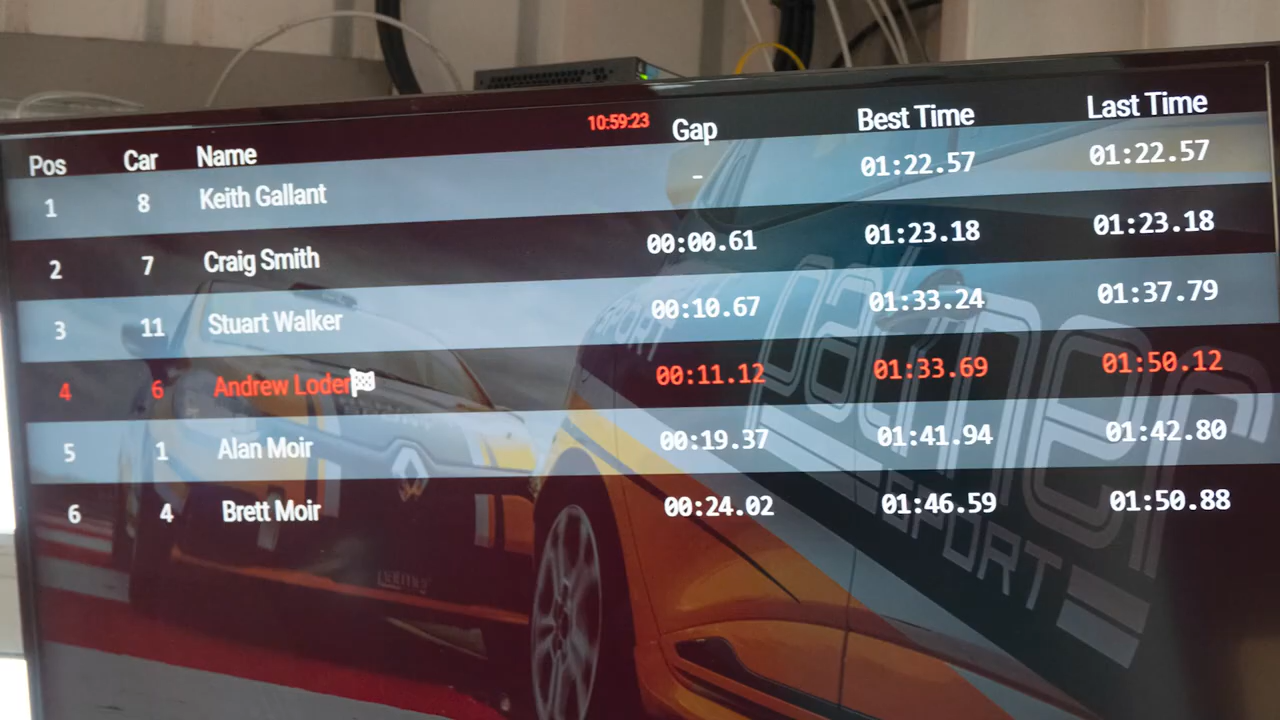 10:59:23
Pos Car Name Gap Best Time Last Time
1 8 Keith Gallant - 01:22.57 01:22.57
2 7 Craig Smith 00:00.61 01:23.18 01:23.18
3 11 Stuart Walker 00:10.67 01:33.24 01:37.79
4 6 Andrew Loder 00:11.12 01:33.69 01:50.12
5 1 Alan Moir 00:19.37 01:41.94 01:42.80
6 4 Brett Moir 00:24.02 01:46.59 01:50.88
SPORT
palmer
SPORT